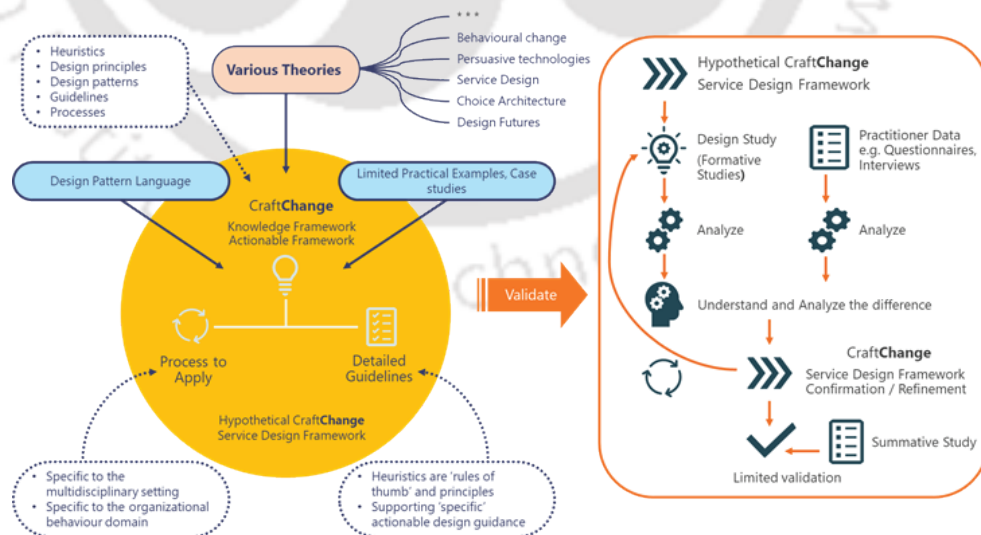 • Heuristics
• Design principles
• Design patterns
• Guidelines
• Processes
Various Theories
* * *
Behavioural change
Persuasive technologies
Service Design
Choice Architecture
Design Futures
Design Pattern Language
Limited Practical Examples, Case
studies
CraftChange
Knowledge Framework
Actionable Framework
Process to
Apply
Detailed
Guidelines
Hypothetical CraftChange
Service Design Framework
• Specific to the
multidisciplinary setting
• Specific to the organizational
behaviour domain
• Heuristics are ‘rules of
thumb’ and principles
• Supporting ‘specific’
actionable design guidance
Validate
Hypothetical CraftChange
Service Design Framework
Design Study
(Formative
Studies)
Practitioner Data
e.g. Questionnaires,
Interviews
Analyze
Analyze
Understand and Analyze the difference
CraftChange
Service Design Framework
Confirmation / Refinement
Summative Study
Limited validation